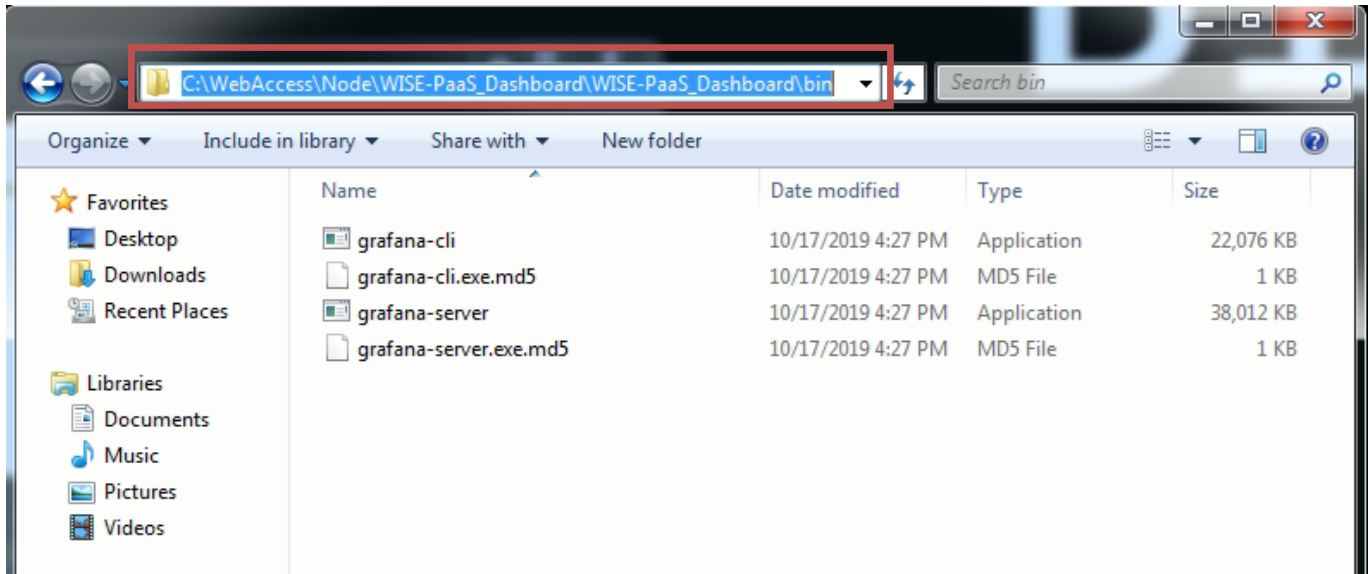 C:\WebAccess\Node\WISE-PaaS_Dashboard\WISE-PaaS_Dashboard\bin
Search bin
Organize Include in library Share with New folder
Favorites
Desktop
Downloads
Recent Places
Libraries
Documents
Music
Pictures
Videos
Name Date modified Type Size
grafana-cli 10/17/2019 4:27 PM Application 22,076 KB
grafana-cli.exe.md5 10/17/2019 4:27 PM MD5 File 1 KB
grafana-server 10/17/2019 4:27 PM Application 38,012 KB
grafana-server.exe.md5 10/17/2019 4:27 PM MD5 File 1 KB